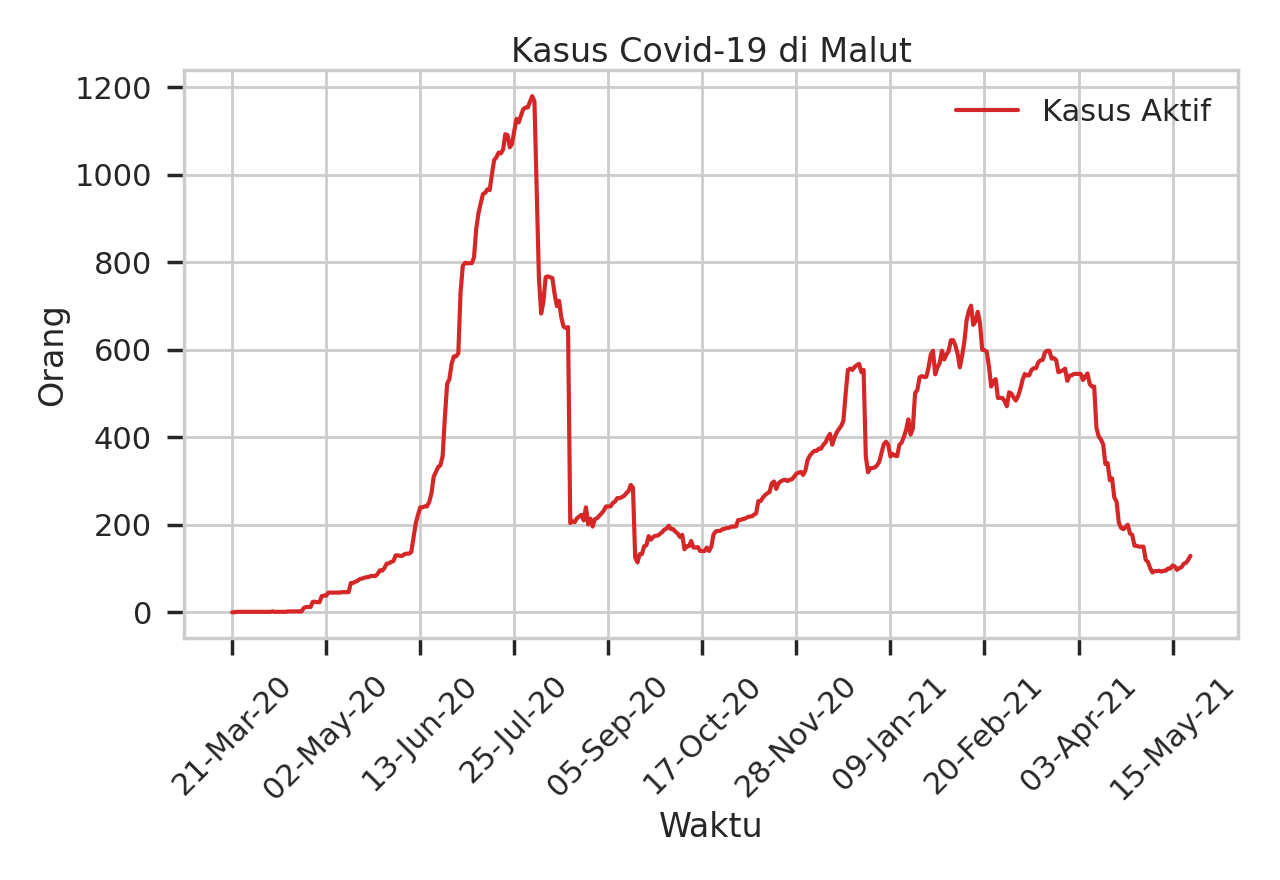 Kasus Covid-19 di Malut
Kasus Aktif
Orang
1200
1000
800
600
400
200
0
21-Mar-20
02-May-20
13-Jun-20
25-Jul-20
05-Sep-20
17-Oct-20
28-Nov-20
09-Jan-21
20-Feb-21
03-Apr-21
15-May-21
Waktu